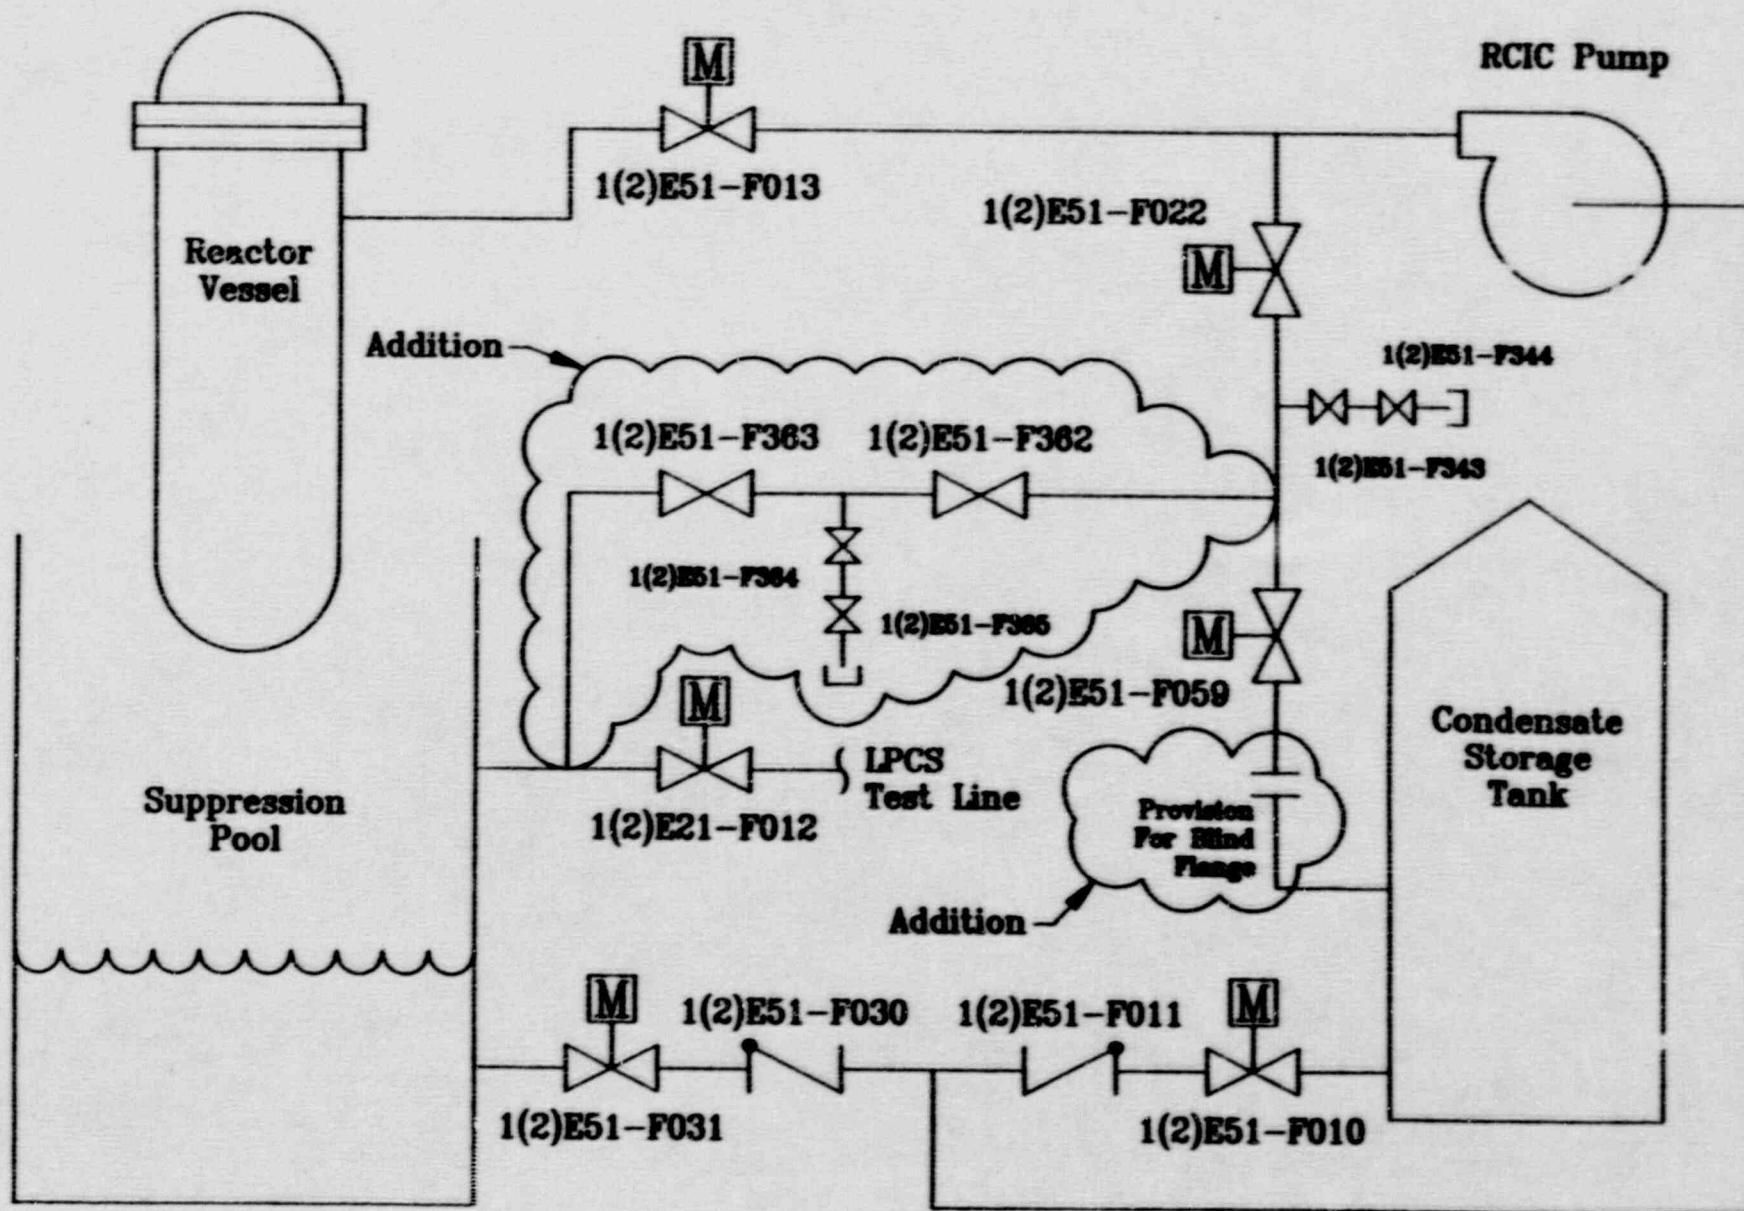 M
RCIC Pump
1(2)E51-F013
1(2)E51-F022
M
Reactor
Vessel
Addition
1(2)E51-F344
1(2)E51-F363
1(2)E51-F362
1(2)E51-F343
1(2)E51-F364
1(2)E51-F365
M
1(2)E51-F059
M
LPCS
Test Line
1(2)E21-F012
Condensate
Storage
Tank
Suppression
Pool
Provision
For Blind
Flange
Addition
M
1(2)E51-F030
1(2)E51-F011
M
1(2)E51-F031
1(2)E51-F010